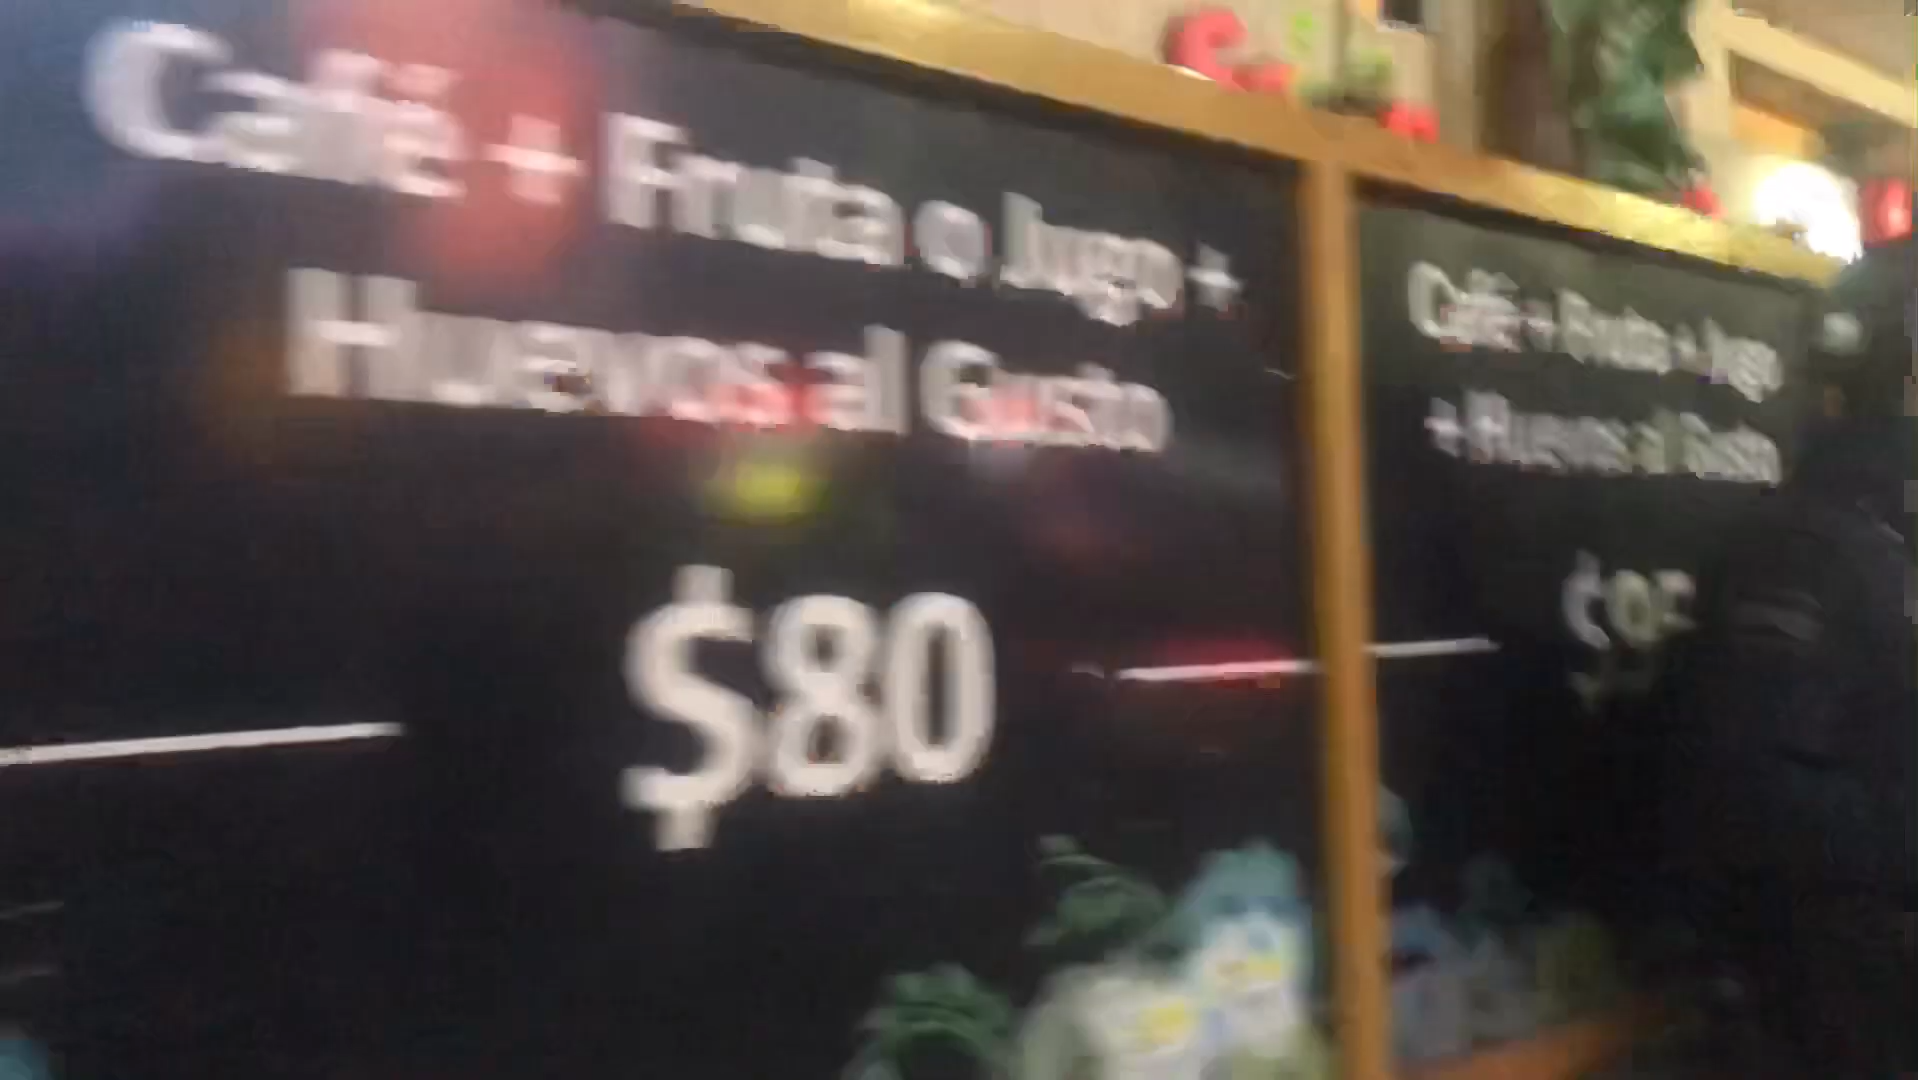 Café + Fruta o Jugo +
Huevos al Gusto
$80
Café + Fruta + Jugo
+ Huevos al Gusto